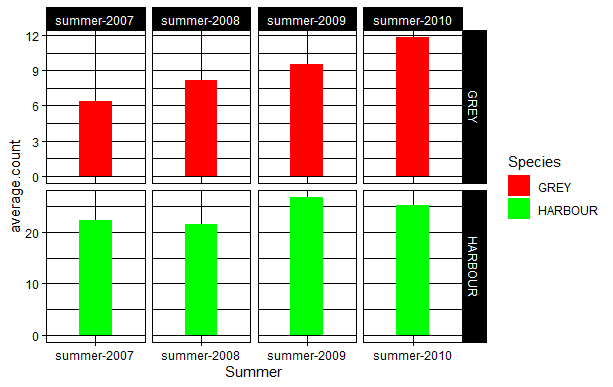 summer-2007 summer-2008 summer-2009 summer-2010
12
9
6
3
0
GREY
average.count
20
10
0
HARBOUR
summer-2007 summer-2008 summer-2009 summer-2010
Summer
Species
GREY
HARBOUR